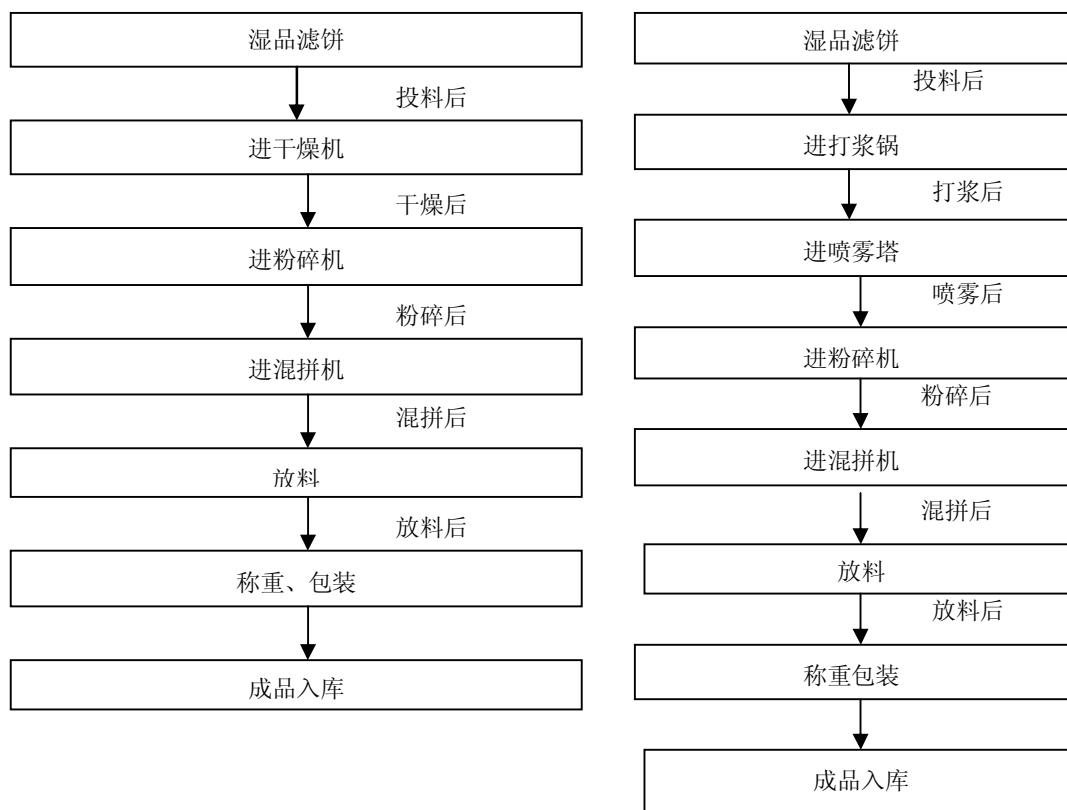 湿品滤饼
投料后
进干燥机
干燥后
进粉碎机
粉碎后
进混拼机
混拼后
放料
放料后
称重、包装
成品入库
湿品滤饼
投料后
进打浆锅
打浆后
进喷雾塔
喷雾后
进粉碎机
粉碎后
进混拼机
混拼后
放料
放料后
称重包装
成品入库